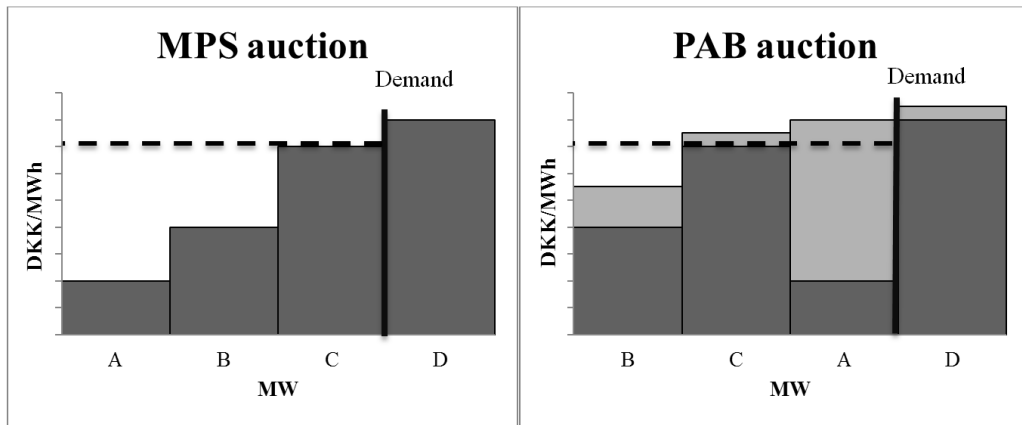 MPS auction
Demand
DKK/MWh
A B C D
MW
PAB auction
Demand
DKK/MWh
B C A D
MW